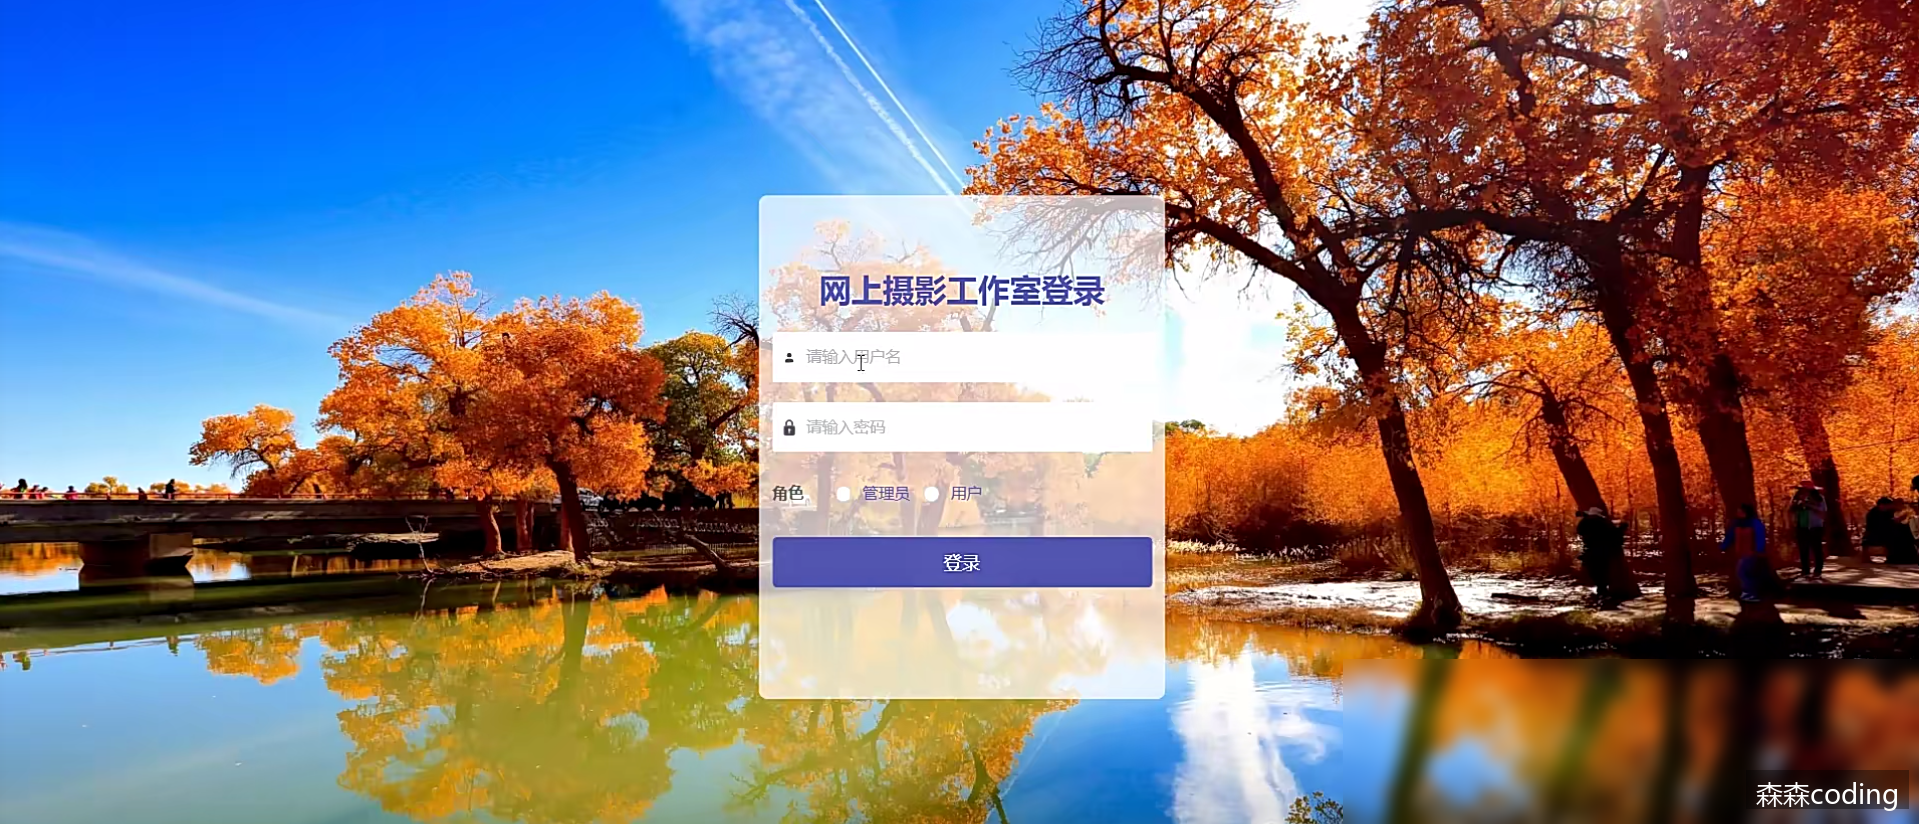 网上摄影工作室登录
请输入用户名
请输入密码
角色 管理员 用户
登录
森森coding